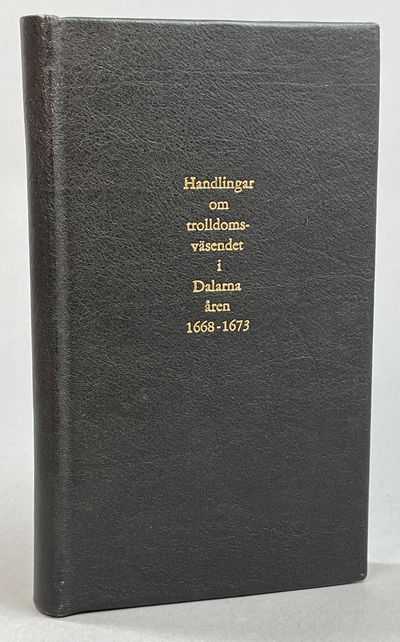 Handlingar
om
trolldoms-
väsendet
i
Dalarna
åren
1668-1673